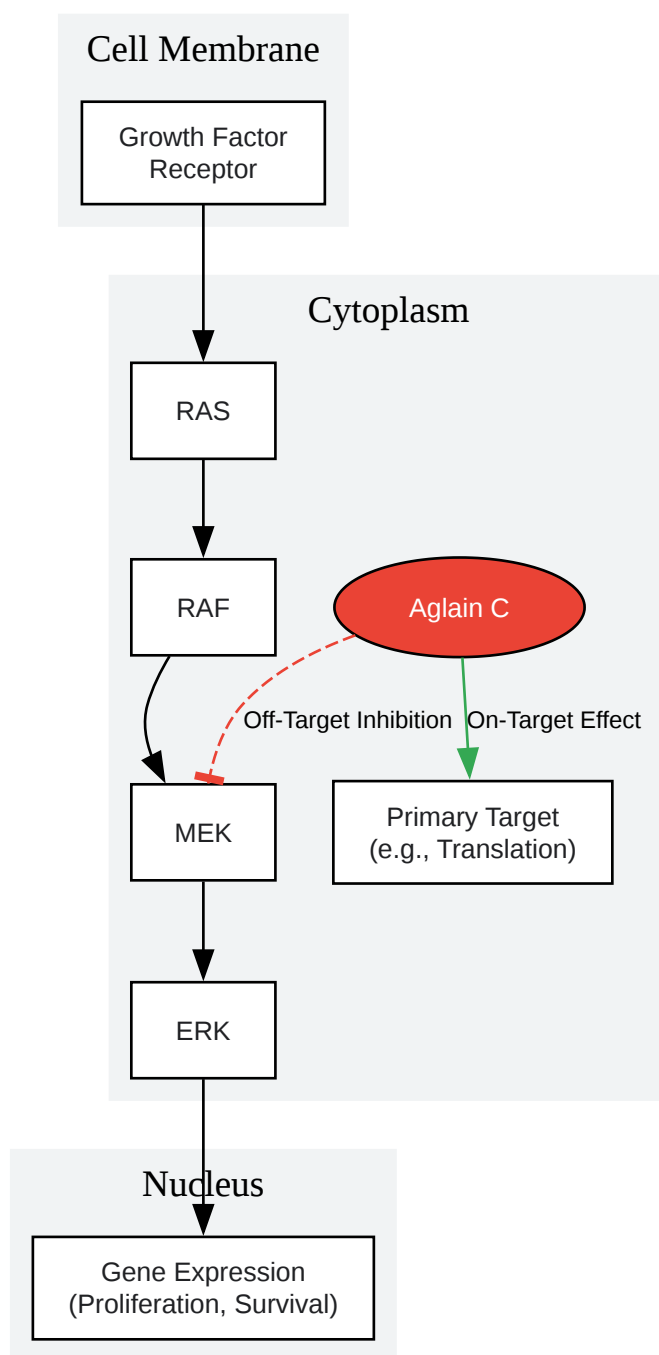 Cell Membrane
Growth Factor
Receptor
Cytoplasm
RAS
RAF
Aglain C
Off-Target Inhibition
On-Target Effect
MEK
Primary Target
(e.g., Translation)
ERK
Nucleus
Gene Expression
(Proliferation, Survival)